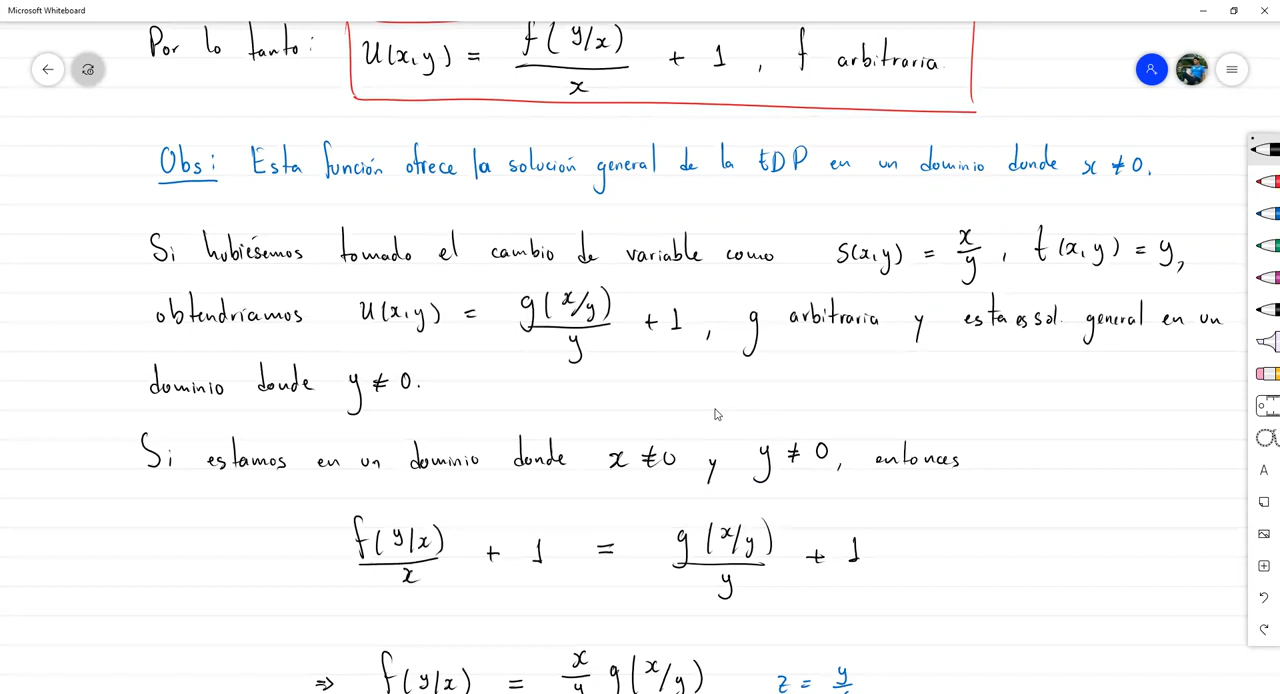 Microsoft Whiteboard
Por lo tanto: U(x,y) = f(y/x)/x + 1, f arbitraria.
Obs: Esta función ofrece la solución general de la EDP en un dominio donde x ≠ 0.
Si hubiésemos tomado el cambio de variable como S(x,y) = x/y, t(x,y) = y,
obtendríamos U(x,y) = g(x/y)/y + 1, g arbitraria y esta es sol. general en un
dominio donde y ≠ 0.
Si estamos en un dominio donde x ≠ 0 y y ≠ 0, entonces
f(y/x)/x + 1 = g(x/y)/y + 1
⇒ f(y/x) = x/y g(x/y) z = y
A